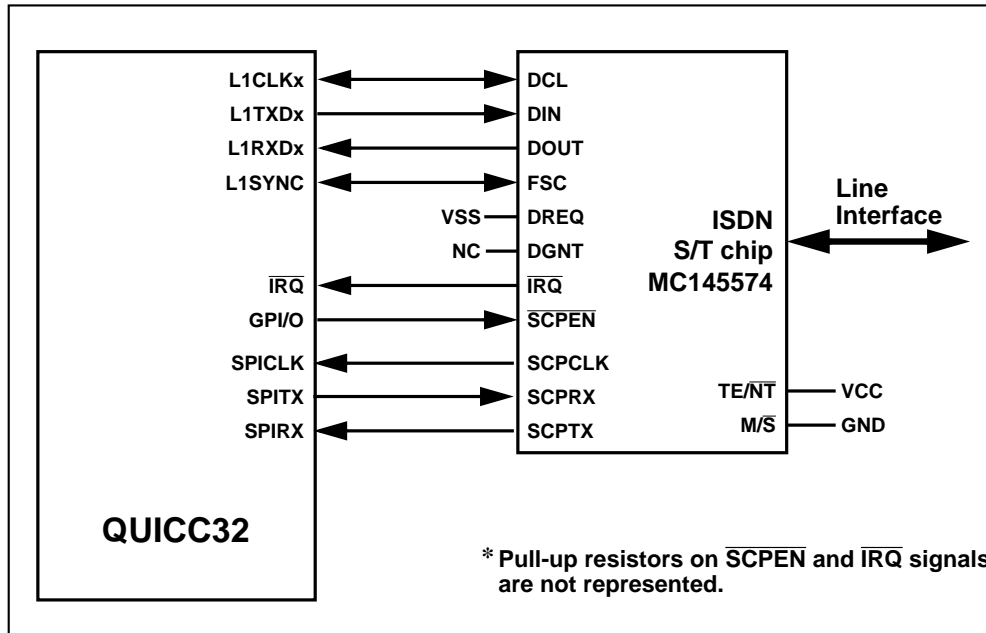 L1CLKx DCL
L1TXDx DIN
L1RXDx DOUT
L1SYNC FSC
VSS DREQ
NC DGNT
IRQ IRQ
GPI/O SCPEN
SPICLK SCPCLK
SPITX SCPRX
SPIRX SCPTX
ISDN
S/T chip
MC145574
Line
Interface
TE/NT VCC
M/S GND
QUICC32
* Pull-up resistors on SCPEN and IRQ signals
are not represented.